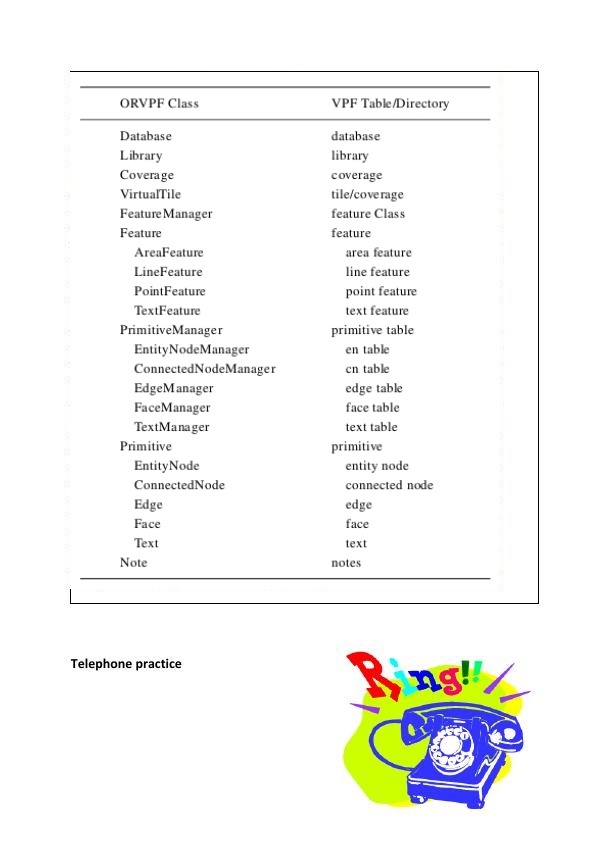 ORVPF Class VPF Table/Directory
Database database
Library library
Coverage coverage
VirtualTile tile/coverage
FeatureManager feature Class
Feature feature
AreaFeature area feature
LineFeature line feature
PointFeature point feature
TextFeature text feature
PrimitiveManager primitive table
EntityNodeManager en table
ConnectedNodeManager cn table
EdgeManager edge table
FaceManager face table
TextManager text table
Primitive primitive
EntityNode entity node
ConnectedNode connected node
Edge edge
Face face
Text text
Note notes
Ring!!
Telephone practice